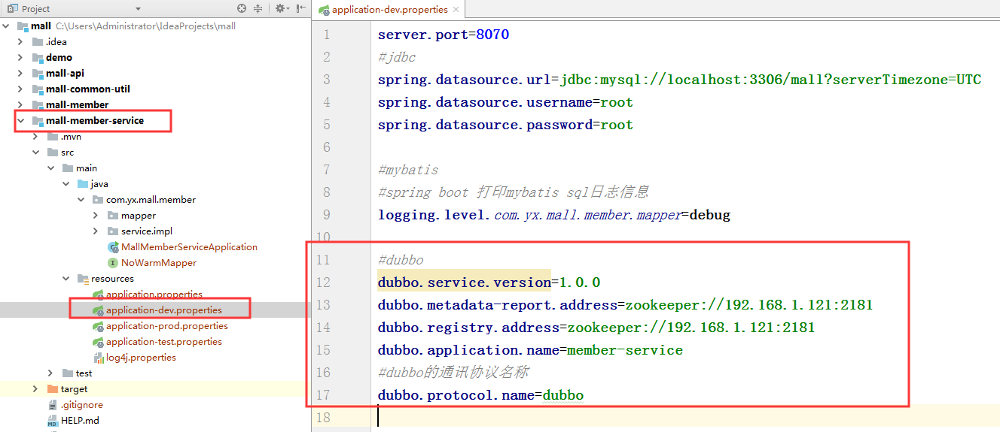 Project
mall C:\Users\Administrator\IdeaProjects\mall
.idea
demo
mall-api
mall-common-util
mall-member
mall-member-service
.mvn
src
main
java
com.yx.mall.member
mapper
service.impl
MallMemberServiceApplication
NoWarmMapper
resources
application.properties
application-dev.properties
application-prod.properties
application-test.properties
log4j.properties
test
target
.gitignore
HELP.md
application-dev.properties
1 server.port=8070
2 #jdbc
3 spring.datasource.url=jdbc:mysql://localhost:3306/mall?serverTimezone=UTC
4 spring.datasource.username=root
5 spring.datasource.password=root
6
7 #mybatis
8 #spring boot 打印mybatis sql日志信息
9 logging.level.com.yx.mall.member.mapper=debug
10
11 #dubbo
12 dubbo.service.version=1.0.0
13 dubbo.metadata-report.address=zookeeper://192.168.1.121:2181
14 dubbo.registry.address=zookeeper://192.168.1.121:2181
15 dubbo.application.name=member-service
16 #dubbo的通讯协议名称
17 dubbo.protocol.name=dubbo
18